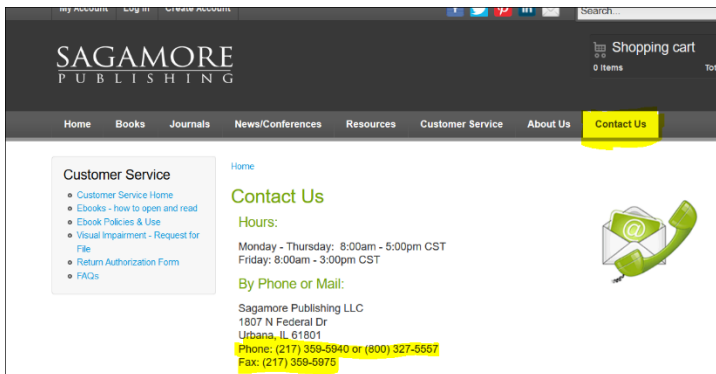 My Account Log In Create Account
Search...
SAGAMORE
PUBLISHING
Shopping cart
0 Items
Home Books Journals News/Conferences Resources Customer Service About Us Contact Us
Customer Service
Customer Service Home
Ebooks - how to open and read
Ebook Policies & Use
Visual Impairment - Request for
File
Return Authorization Form
FAQs
Home
Contact Us
Hours:
Monday - Thursday: 8:00am - 5:00pm CST
Friday: 8:00am - 3:00pm CST
By Phone or Mail:
Sagamore Publishing LLC
1807 N Federal Dr
Urbana, IL 61801
Phone: (217) 359-5940 or (800) 327-5557
Fax: (217) 359-5975